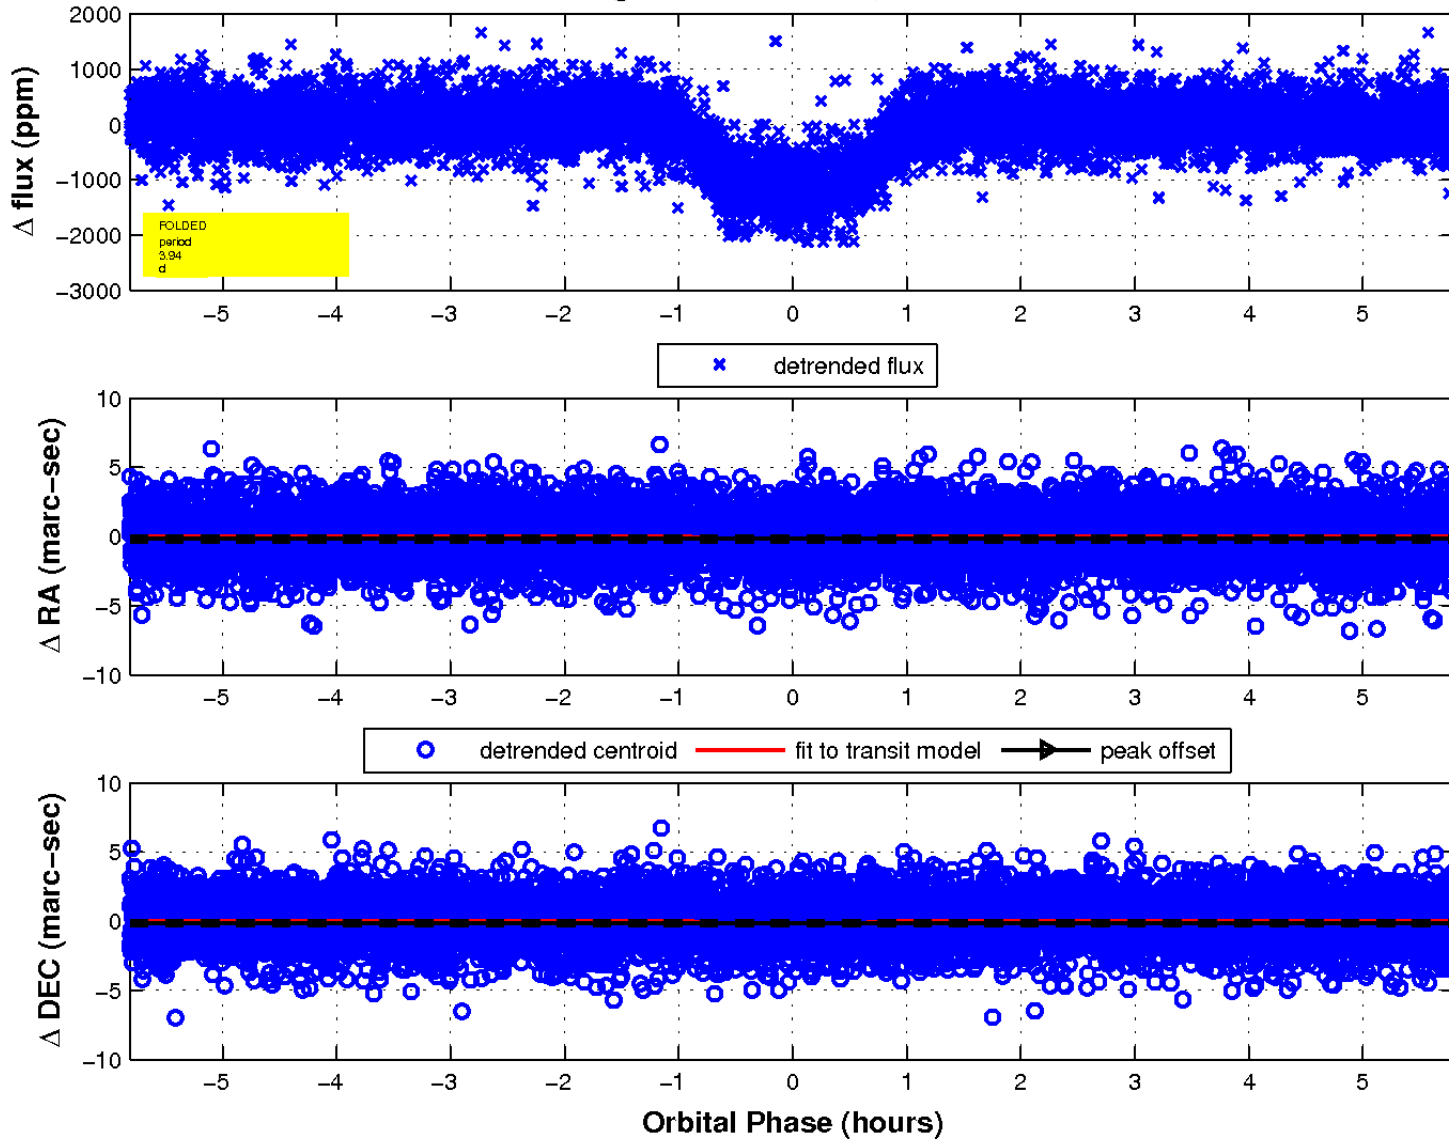 2000
1000
0
−1000
−2000
−3000
Δ flux (ppm)
FOLDED
period
3.94
d
−5 −4 −3 −2 −1 0 1 2 3 4 5
detrended flux
10
5
0
−5
−10
Δ RA (marc−sec)
−5 −4 −3 −2 −1 0 1 2 3 4 5
detrended centroid fit to transit model peak offset
10
5
0
−5
−10
Δ DEC (marc−sec)
−5 −4 −3 −2 −1 0 1 2 3 4 5
Orbital Phase (hours)